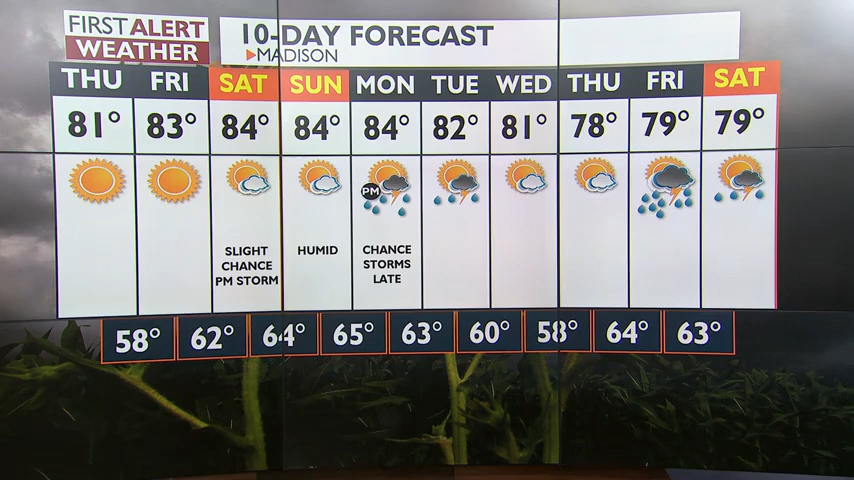 FIRST ALERT
WEATHER
10-DAY FORECAST
MADISON
THU FRI SAT SUN MON TUE WED THU FRI SAT
81° 83° 84° 84° 84° 82° 81° 78° 79° 79°
PM
SLIGHT
CHANCE
PM STORM
HUMID
CHANCE
STORMS
LATE
58° 62° 64° 65° 63° 60° 58° 64° 63°